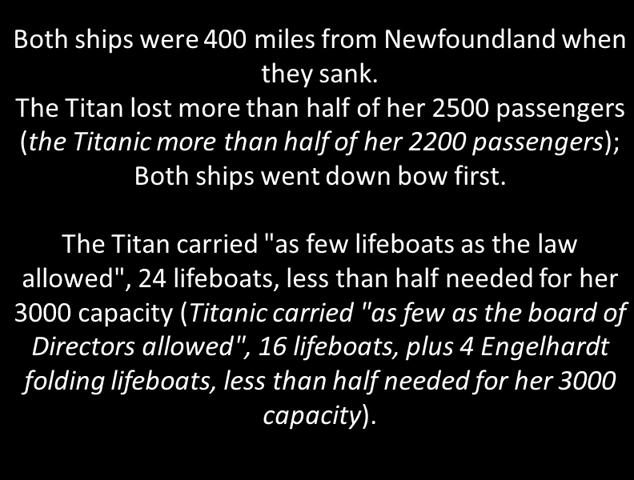 Both ships were 400 miles from Newfoundland when
they sank.
The Titan lost more than half of her 2500 passengers
(the Titanic more than half of her 2200 passengers);
Both ships went down bow first.
The Titan carried "as few lifeboats as the law
allowed", 24 lifeboats, less than half needed for her
3000 capacity (Titanic carried "as few as the board of
Directors allowed", 16 lifeboats, plus 4 Engelhardt
folding lifeboats, less than half needed for her 3000
capacity).